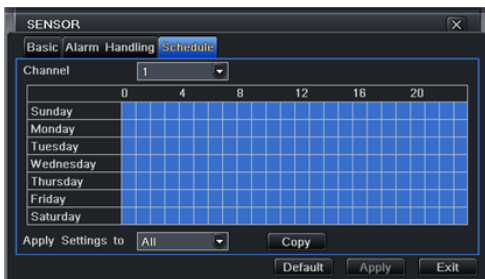 SENSOR
Basic Alarm Handling Schedule
Channel 1
0 4 8 12 16 20
Sunday
Monday
Tuesday
Wednesday
Thursday
Friday
Saturday
Apply Settings to All Copy
Default Apply Exit